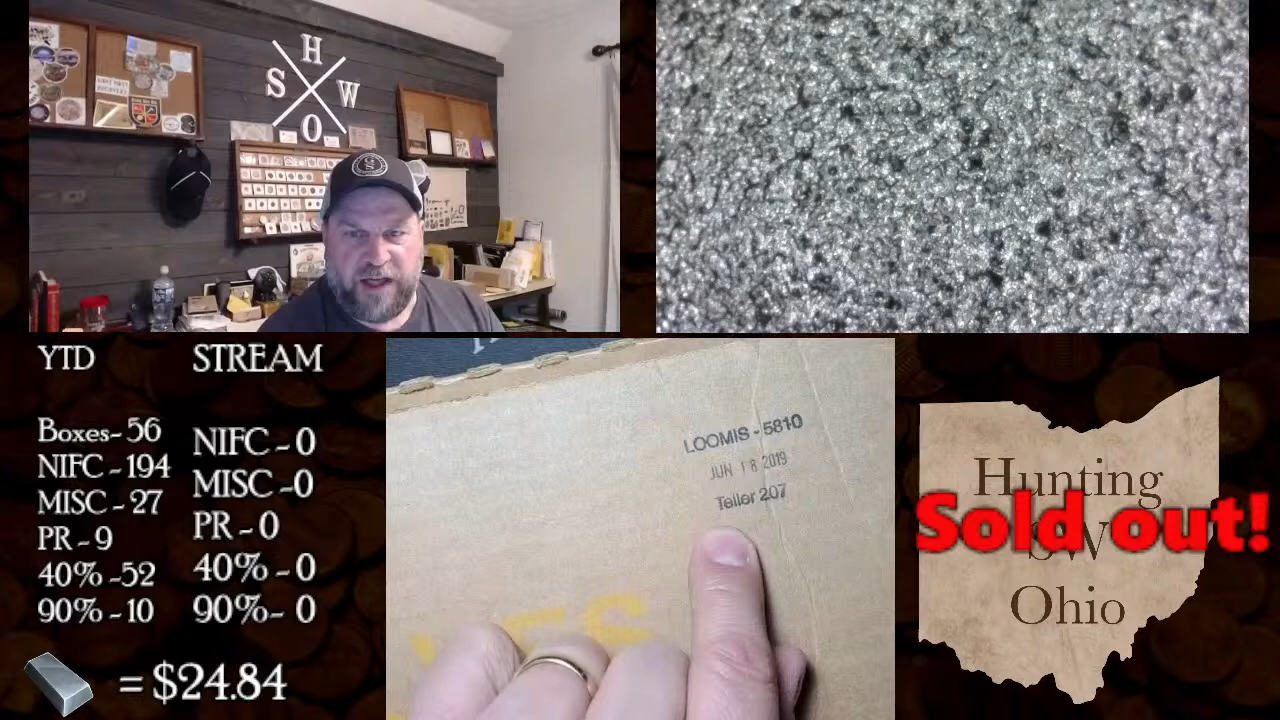 H
S W
O
YTD
Boxes- 56
NIFC - 194
MISC - 27
PR - 9
40% -52
90% - 10
= $24.84
STREAM
NIFC - 0
MISC -0
PR - 0
40% - 0
90%- 0
LOOMIS - 5810
JUN 18 2019
Teller 207
Hunting
SW
Ohio
Sold out!